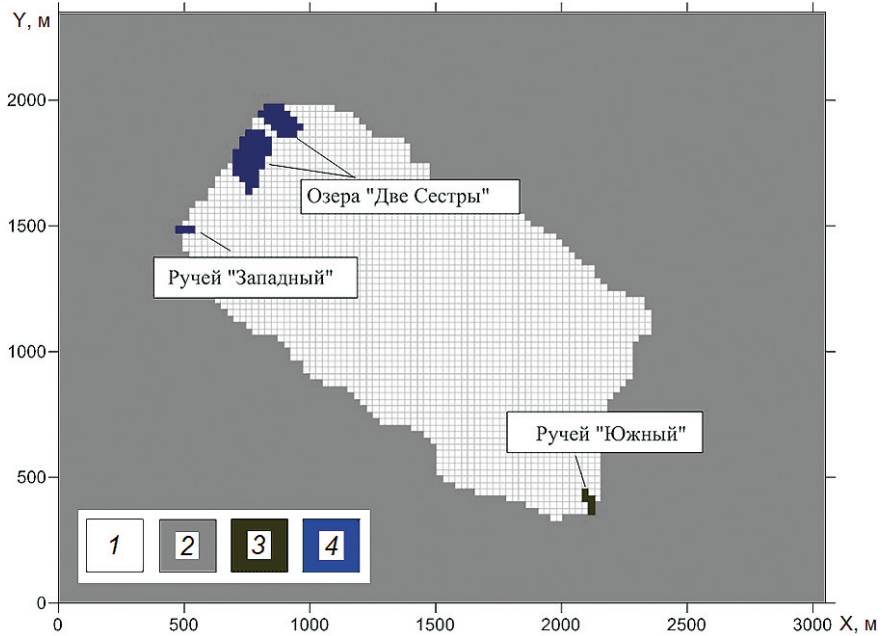 Y, м
2000
1500
1000
500
0
Озера "Две Сестры"
Ручей "Западный"
Ручей "Южный"
1 2 3 4
0 500 1000 1500 2000 2500 3000 X, м